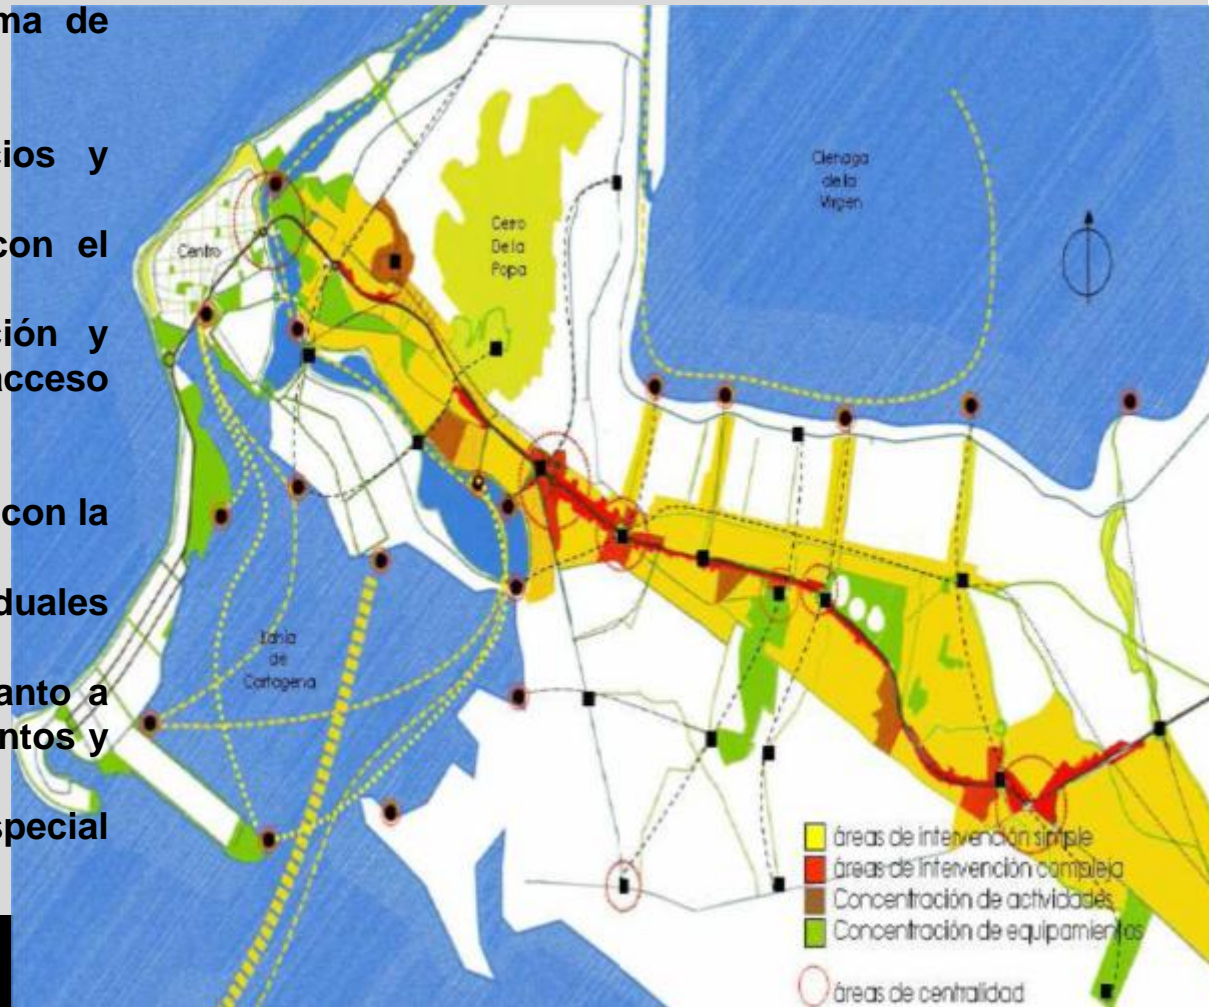 ma de
cios y
con el
ción y
acceso
con la
duales
anto a
ntos y
special
Centro
Cerro
De la
Popa
Cienaga
de la
Virgen
Bahia
de
Cartagena
áreas de intervención simple
áreas de intervención compleja
Concentración de actividades
Concentración de equipamientos
áreas de centralidad